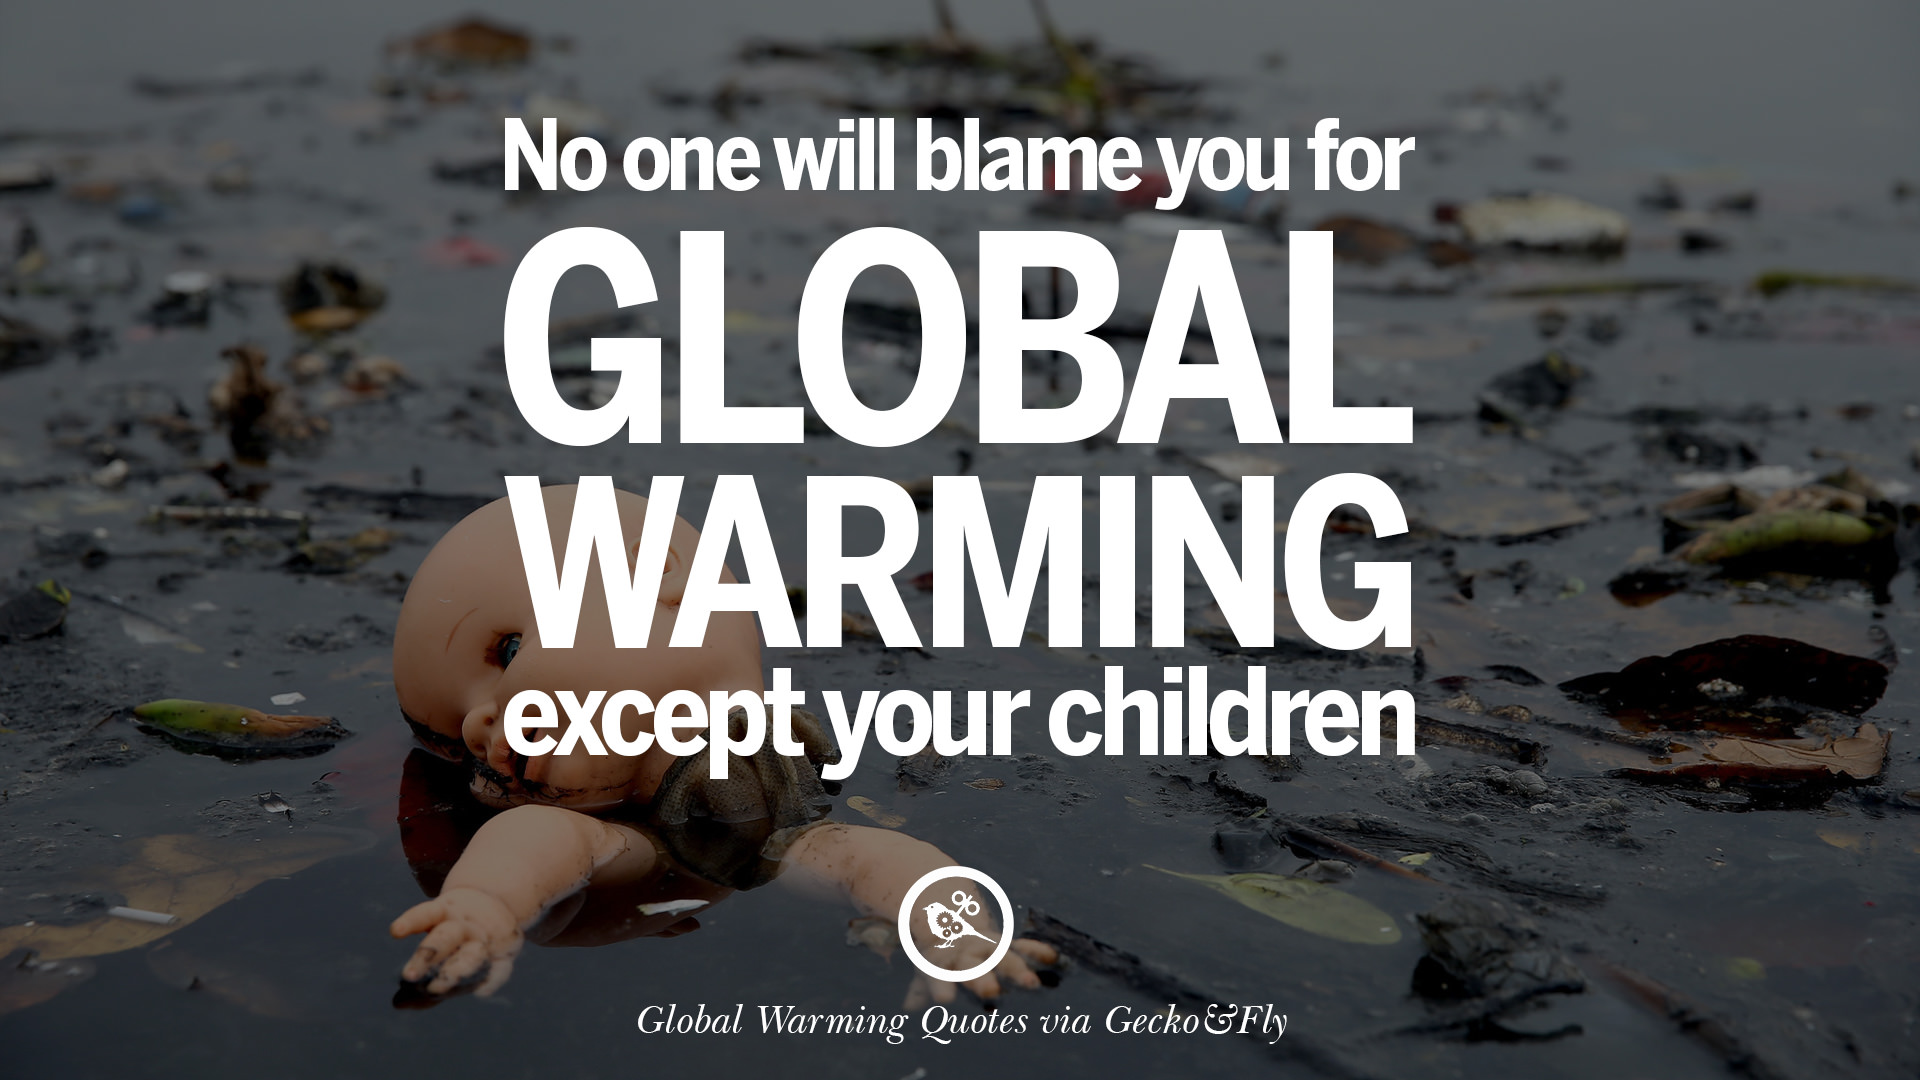 No one will blame you for
GLOBAL
WARMING
except your children
Global Warming Quotes via Gecko&Fly